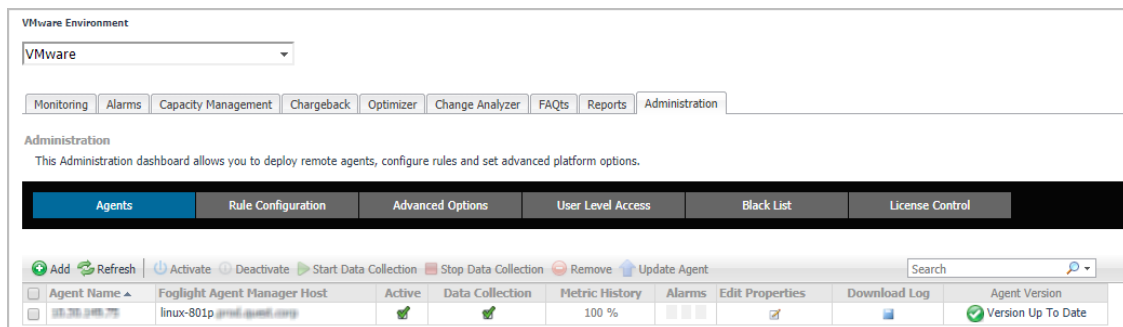 VMware Environment
VMware
Monitoring Alarms Capacity Management Chargeback Optimizer Change Analyzer FAQts Reports Administration
Administration
This Administration dashboard allows you to deploy remote agents, configure rules and set advanced platform options.
Agents Rule Configuration Advanced Options User Level Access Black List License Control
Add Refresh Activate Deactivate Start Data Collection Stop Data Collection Remove Update Agent Search
Agent Name Foglight Agent Manager Host Active Data Collection Metric History Alarms Edit Properties Download Log Agent Version
linux-801p 100 % Version Up To Date